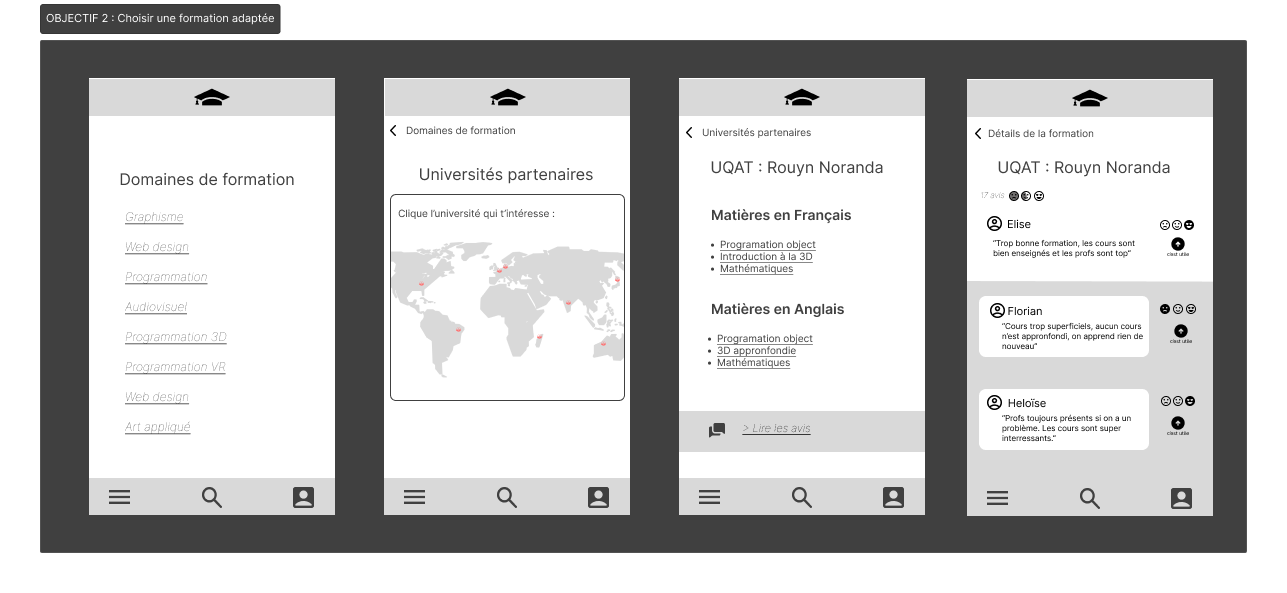 OBJECTIF 2 : Choisir une formation adaptée
Domaines de formation
Graphisme
Web design
Programmation
Audiovisuel
Programmation 3D
Programmation VR
Web design
Art appliqué
Domaines de formation
Universités partenaires
Clique l'université qui t'intéresse :
Universités partenaires
UQAT : Rouyn Noranda
Matières en Français
• Programation object
• Introduction à la 3D
• Mathématiques
Matières en Anglais
• Programation object
• 3D appronfondie
• Mathématiques
> Lire les avis
Détails de la formation
UQAT : Rouyn Noranda
17 avis
Elise
"Trop bonne formation, les cours sont
bien enseignés et les profs sont top"
c'est utile
Florian
"Cours trop superficiels, aucun cours
n'est appronfondi, on apprend rien de
nouveau"
c'est utile
Heloïse
"Profs toujours présents si on a un
problème. Les cours sont super
interressants."
c'est utile